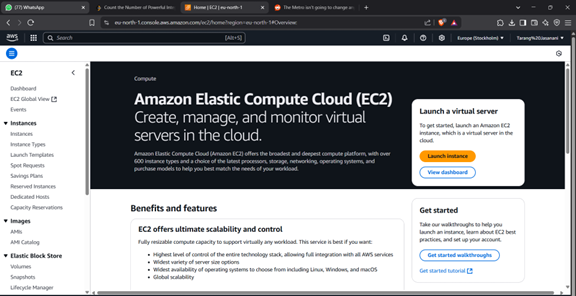 (77) WhatsApp
Count the Number of Powerful Int
Home | EC2 | eu-north-1
The Metro isn't going to change a
eu-north-1.console.aws.amazon.com/ec2/home?region=eu-north-1#Overview:
aws
Search
[Alt+S]
Europe (Stockholm)
EC2
Dashboard
EC2 Global View
Events
Instances
Instances
Instance Types
Launch Templates
Spot Requests
Savings Plans
Reserved Instances
Dedicated Hosts
Capacity Reservations
Images
AMIs
AMI Catalog
Elastic Block Store
Volumes
Snapshots
Lifecycle Manager
Compute
Amazon Elastic Compute Cloud (EC2)
Create, manage, and monitor virtual
servers in the cloud.
Amazon Elastic Compute Cloud (EC2) offers the broadest and deepest compute platform, with over
600 instance types and a choice of the latest processors, storage, networking, operating systems, and
purchase models to help you best match the needs of your workload.
Launch a virtual server
To get started, launch an Amazon EC2
instance, which is a virtual server in the
cloud.
Launch instance
View dashboard
Benefits and features
EC2 offers ultimate scalability and control
Fully resizable compute capacity to support virtually any workload. This service is best if you want:
• Highest level of control of the entire technology stack, allowing full integration with all AWS services
• Widest variety of server size options
• Widest availability of operating systems to choose from including Linux, Windows, and macOS
• Global scalability
Get started
Take our walkthroughs to help you
launch an instance, learn about EC2 best
practices, and set up your account.
Get started walkthroughs
Get started tutorial